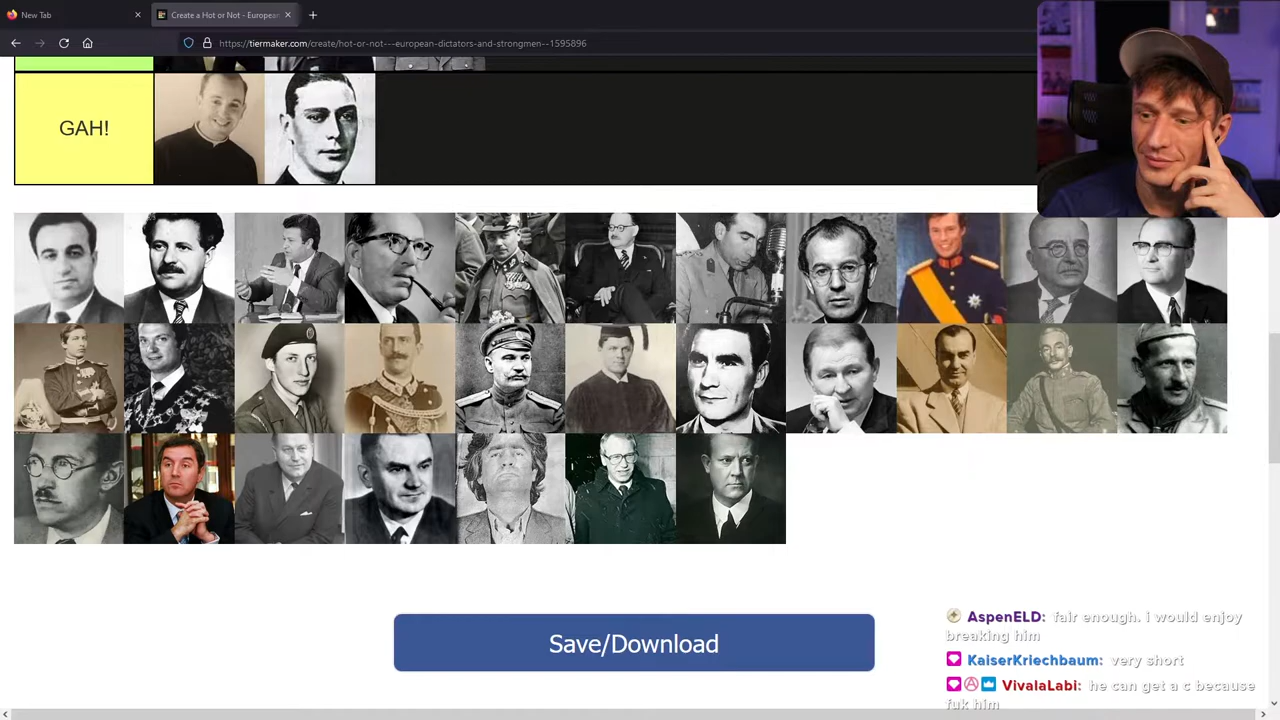 New Tab
Create a Hot or Not - European
https://tiermaker.com/create/hot-or-not---european-dictators-and-strongmen--1595896
GAH!
Save/Download
AspenELD: fair enough. i would enjoy
breaking him
KaiserKriechbaum: very short
VivalaLabi: he can get a c because
fuk him